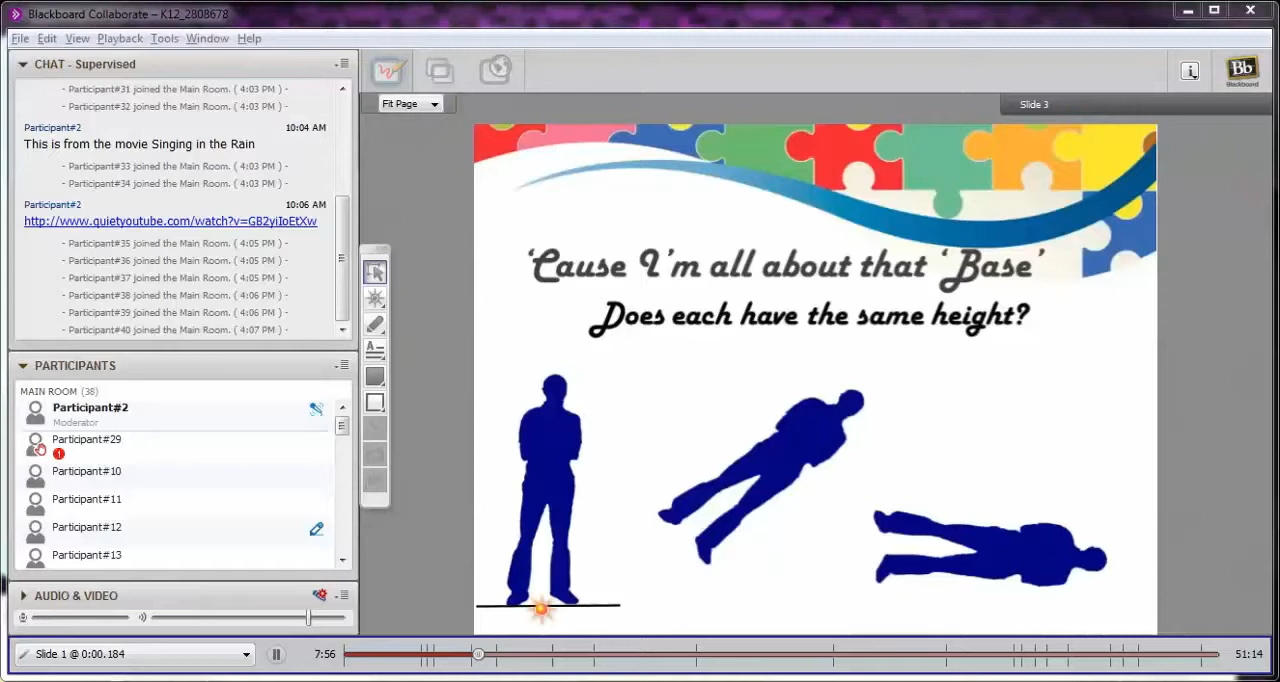 Blackboard Collaborate – K12_2808678
File Edit View Playback Tools Window Help
CHAT - Supervised
- Participant#31 joined the Main Room. ( 4:03 PM ) -
- Participant#32 joined the Main Room. ( 4:03 PM ) -
Participant#2 10:04 AM
This is from the movie Singing in the Rain
- Participant#33 joined the Main Room. ( 4:03 PM ) -
- Participant#34 joined the Main Room. ( 4:03 PM ) -
Participant#2 10:06 AM
http://www.quietyoutube.com/watch?v=GB2yiIoEtXw
- Participant#35 joined the Main Room. ( 4:05 PM ) -
- Participant#36 joined the Main Room. ( 4:05 PM ) -
- Participant#37 joined the Main Room. ( 4:05 PM ) -
- Participant#38 joined the Main Room. ( 4:06 PM ) -
- Participant#39 joined the Main Room. ( 4:06 PM ) -
- Participant#40 joined the Main Room. ( 4:07 PM ) -
PARTICIPANTS
MAIN ROOM (38)
Participant#2
Moderator
Participant#29
1
Participant#10
Participant#11
Participant#12
Participant#13
AUDIO & VIDEO
Fit Page
Slide 3
Bb
Blackboard
‘Cause I’m all about that ‘Base’
Does each have the same height?
Slide 1 @ 0:00.184
7:56
51:14